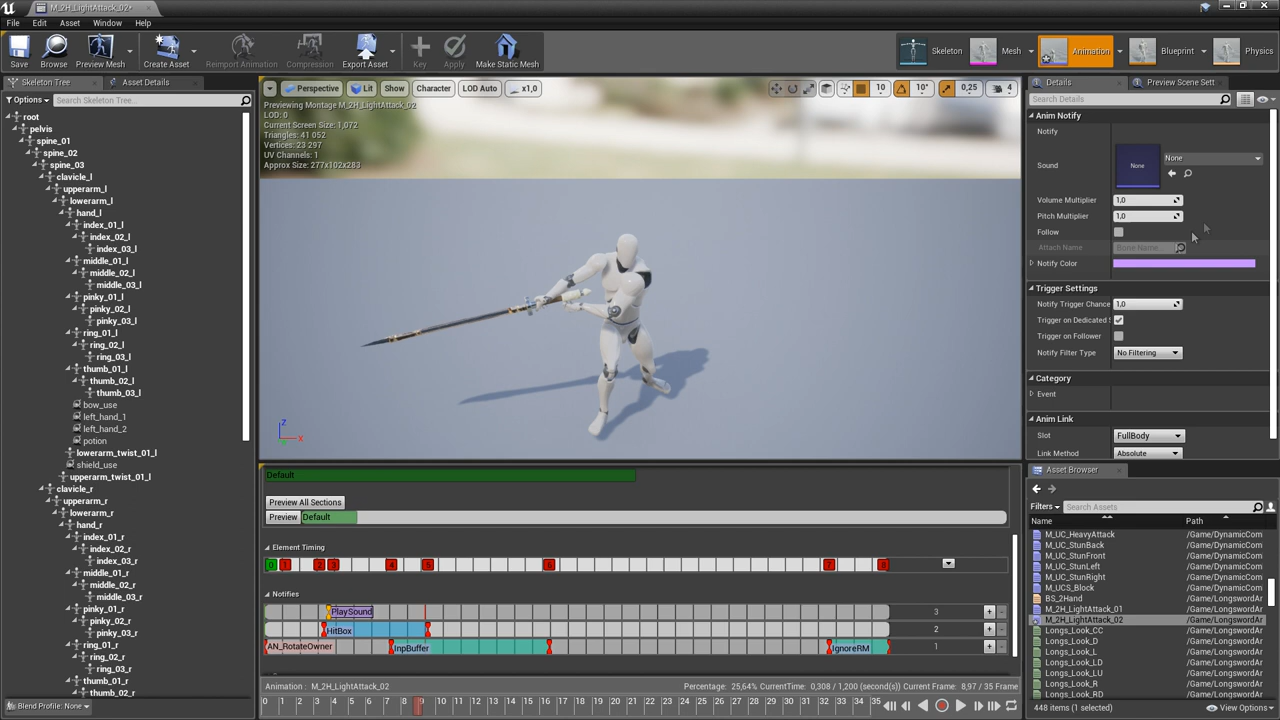 M_2H_LightAttack_02*
File Edit Asset Window Help
Save Browse Preview Mesh Create Asset Reimport Animation Compression Export Asset Key Apply Make Static Mesh Skeleton Mesh Animation Blueprint Physics
Skeleton Tree Asset Details
Options Search Skeleton Tree...
root
pelvis
spine_01
spine_02
spine_03
clavicle_l
upperarm_l
lowerarm_l
hand_l
index_01_l
index_02_l
index_03_l
middle_01_l
middle_02_l
middle_03_l
pinky_01_l
pinky_02_l
pinky_03_l
ring_01_l
ring_02_l
ring_03_l
thumb_01_l
thumb_02_l
thumb_03_l
bow_use
left_hand_1
left_hand_2
potion
lowerarm_twist_01_l
shield_use
upperarm_twist_01_l
clavicle_r
upperarm_r
lowerarm_r
hand_r
index_01_r
index_02_r
index_03_r
middle_01_r
middle_02_r
middle_03_r
pinky_01_r
pinky_02_r
pinky_03_r
ring_01_r
ring_02_r
ring_03_r
thumb_01_r
thumb_02_r
Blend Profile: None
Perspective Lit Show Character LOD Auto x1,0 10 10° 0,25 4
Previewing Montage M_2H_LightAttack_02
LOD: 0
Current Screen Size: 1,072
Triangles: 41 052
Vertices: 23 297
UV Channels: 1
Approx Size: 277x102x283
Z
X
Default
Preview All Sections
Preview Default
Element Timing
0 1 2 3 4 5 6 7 8
Notifies
PlaySound 3
HitBox 2
AN_RotateOwner InpBuffer IgnoreRM 1
Animation : M_2H_LightAttack_02 Percentage: 25,64% CurrentTime: 0,308 / 1,200 (second(s)) Current Frame: 8,97 / 35 Frame
0 1 2 3 4 5 6 7 8 9 10 11 12 13 14 15 16 17 18 19 20 21 22 23 24 25 26 27 28 29 30 31 32 33 34 35
Details Preview Scene Sett
Search Details
Anim Notify
Notify
Sound None None
Volume Multiplier 1,0
Pitch Multiplier 1,0
Follow
Attach Name Bone Name...
Notify Color
Trigger Settings
Notify Trigger Chance 1,0
Trigger on Dedicated
Trigger on Follower
Notify Filter Type No Filtering
Category
Event
Anim Link
Slot FullBody
Link Method Absolute
Asset Browser
Filters Search Assets
Name Path
M_UC_HeavyAttack /Game/DynamicCom
M_UC_StunBack /Game/DynamicCom
M_UC_StunFront /Game/DynamicCom
M_UC_StunLeft /Game/DynamicCom
M_UC_StunRight /Game/DynamicCom
M_UCS_Block /Game/DynamicCom
BS_2Hand /Game/LongswordAr
M_2H_LightAttack_01 /Game/LongswordAr
M_2H_LightAttack_02 /Game/LongswordAr
Longs_Look_CC /Game/LongswordAr
Longs_Look_D /Game/LongswordAr
Longs_Look_L /Game/LongswordAr
Longs_Look_LD /Game/LongswordAr
Longs_Look_LU /Game/LongswordAr
Longs_Look_R /Game/LongswordAr
Longs_Look_RD /Game/LongswordAr
448 items (1 selected) View Options